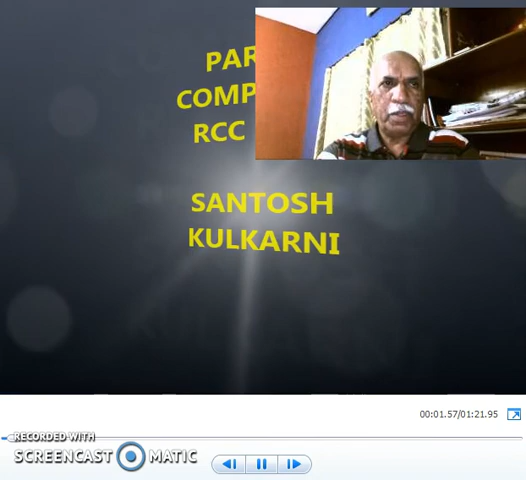 PAR
COMP
RCC
SANTOSH
KULKARNI
00:01.57/01:21.95
RECORDED WITH
SCREENCAST MATIC